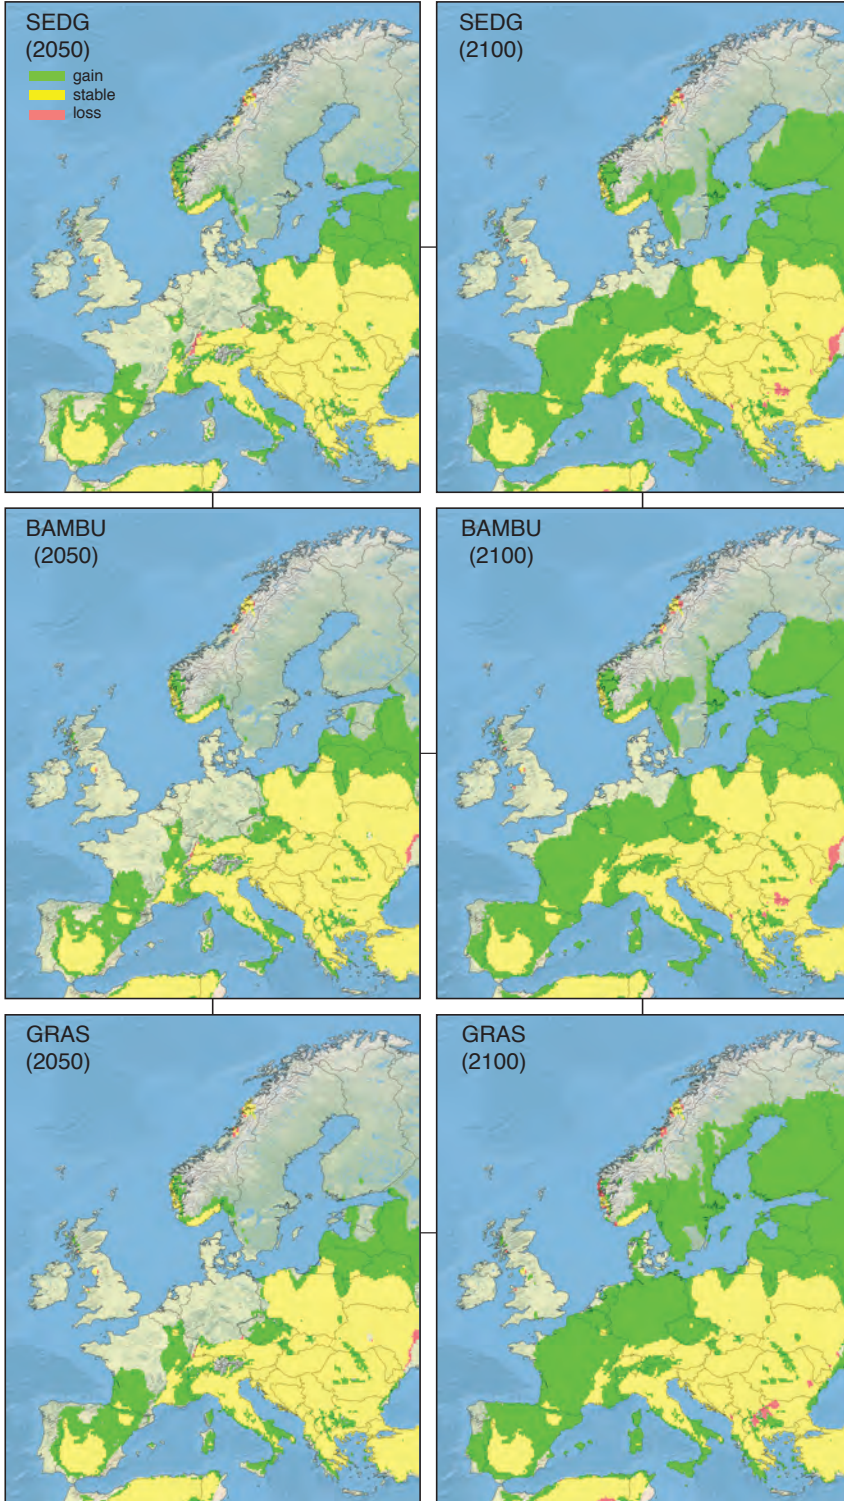 SEDG
(2050)
gain
stable
loss
SEDG
(2100)
BAMBU
(2050)
BAMBU
(2100)
GRAS
(2050)
GRAS
(2100)